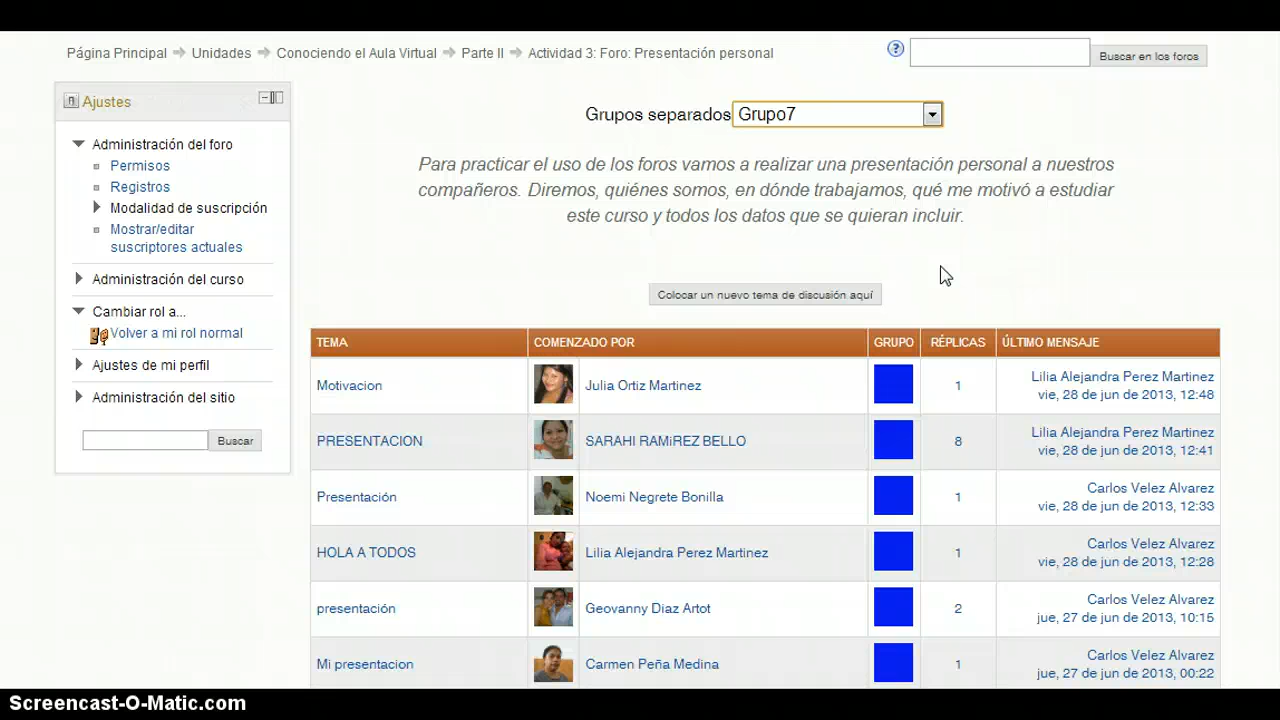 Página Principal Unidades Conociendo el Aula Virtual Parte II Actividad 3: Foro: Presentación personal
Buscar en los foros
Ajustes
Administración del foro
Permisos
Registros
Modalidad de suscripción
Mostrar/editar
suscriptores actuales
Administración del curso
Cambiar rol a...
Volver a mi rol normal
Ajustes de mi perfil
Administración del sitio
Buscar
Grupos separados Grupo7
Para practicar el uso de los foros vamos a realizar una presentación personal a nuestros
compañeros. Diremos, quiénes somos, en dónde trabajamos, qué me motivó a estudiar
este curso y todos los datos que se quieran incluir.
Colocar un nuevo tema de discusión aquí
TEMA COMENZADO POR GRUPO RÉPLICAS ÚLTIMO MENSAJE
Motivacion Julia Ortiz Martinez 1 Lilia Alejandra Perez Martinez
vie, 28 de jun de 2013, 12:48
PRESENTACION SARAHI RAMiREZ BELLO 8 Lilia Alejandra Perez Martinez
vie, 28 de jun de 2013, 12:41
Presentación Noemi Negrete Bonilla 1 Carlos Velez Alvarez
vie, 28 de jun de 2013, 12:33
HOLA A TODOS Lilia Alejandra Perez Martinez 1 Carlos Velez Alvarez
vie, 28 de jun de 2013, 12:28
presentación Geovanny Diaz Artot 2 Carlos Velez Alvarez
jue, 27 de jun de 2013, 10:15
Mi presentacion Carmen Peña Medina 1 Carlos Velez Alvarez
jue, 27 de jun de 2013, 00:22
Screencast-O-Matic.com